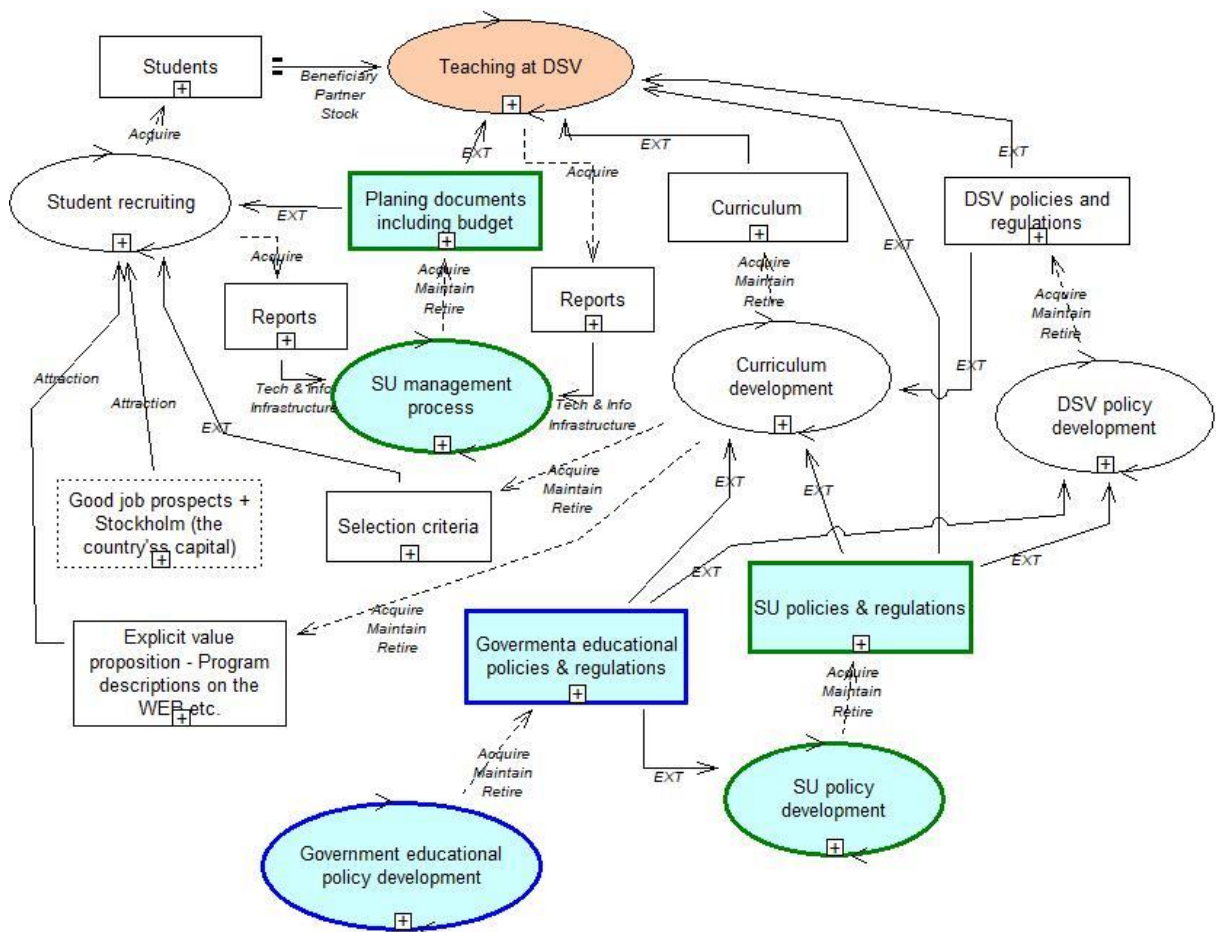 Students
+
Beneficiary
Partner
Stock
Teaching at DSV
+
Acquire
EXT
Acquire
EXT
EXT
Student recruiting
+
EXT
Planing documents
including budget
+
Curriculum
+
DSV policies and
regulations
+
EXT
Acquire
Acquire
Maintain
Retire
Acquire
Maintain
Retire
Acquire
Maintain
Retire
Reports
+
Reports
+
Attraction
Attraction
Tech & Info
Infrastructure
SU management
process
+
Tech & Info
Infrastructure
Curriculum
development
+
EXT
DSV policy
development
+
EXT
Acquire
Maintain
Retire
Good job prospects +
Stockholm (the
country'ss capital)
+
Selection criteria
+
EXT
EXT
EXT
EXT
Acquire
Maintain
Retire
Explicit value
proposition - Program
descriptions on the
WEB etc.
+
Governmenta educational
policies & regulations
+
SU policies & regulations
+
Acquire
Maintain
Retire
Acquire
Maintain
Retire
EXT
SU policy
development
+
Government educational
policy development
+